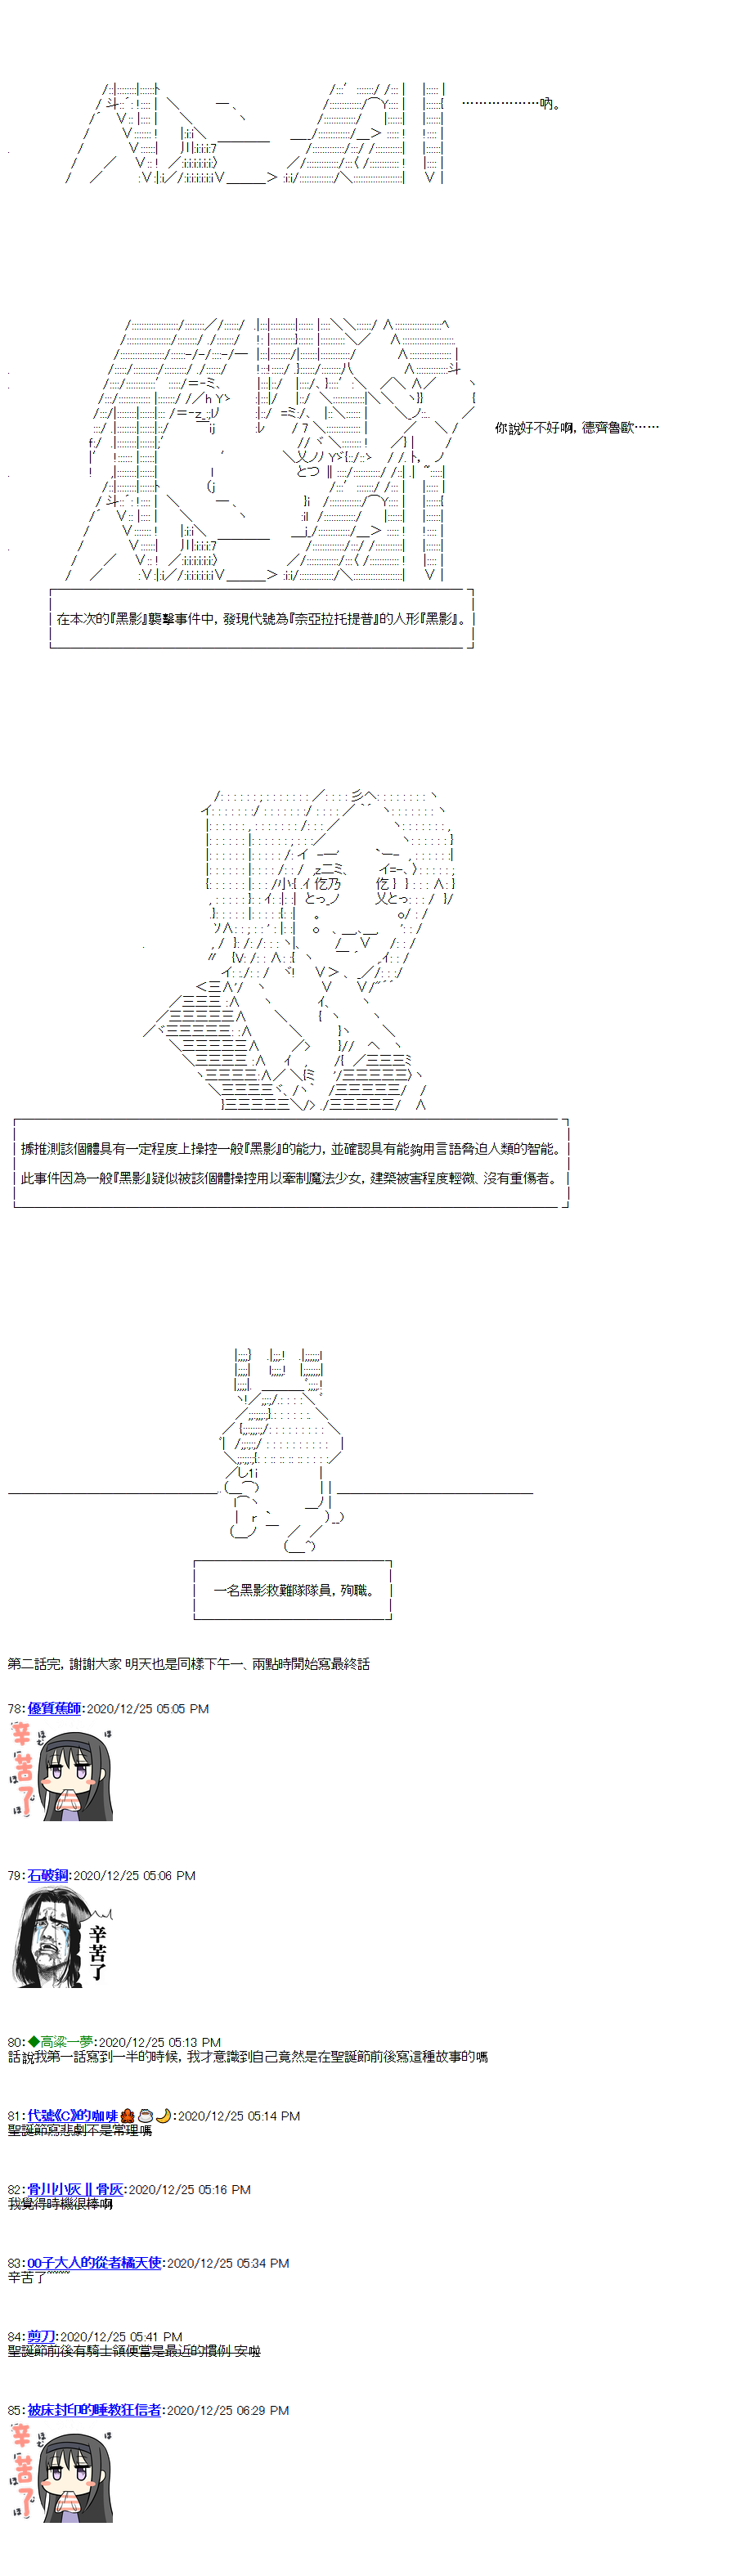 ………………吶。
你說好不好啊，德齊魯歐……
在本次的『黑影』襲擊事件中，發現代號為『奈亞拉托提普』的人形『黑影』。
據推測該個體具有一定程度上操控一般『黑影』的能力，並確認具有能夠用言語脅迫人類的智能。
此事件因為一般『黑影』疑似被該個體操控用以牽制魔法少女，建築被害程度輕微、沒有重傷者。
一名黑影救難隊隊員，殉職。
第二話完，謝謝大家 明天也是同樣下午一、兩點時開始寫最終話
78：優質蕉師：2020/12/25 05:05 PM
辛苦了
79：石破鋼：2020/12/25 05:06 PM
辛苦了
80：◆高粱一夢：2020/12/25 05:13 PM
話說我第一話寫到一半的時候，我才意識到自己竟然是在聖誕節前後寫這種故事的嗎
81：代號《C》的咖啡🍁☕🌙：2020/12/25 05:14 PM
聖誕節寫悲劇不是常理嗎
82：骨川小灰‖骨灰：2020/12/25 05:16 PM
我覺得時機很棒啊
83：00子大人的從者橘天使：2020/12/25 05:34 PM
辛苦了~~~~
84：剪刀：2020/12/25 05:41 PM
聖誕節前後有騎士領便當是最近的慣例 安啦
85：被床封印的睡教狂信者：2020/12/25 06:29 PM
辛苦了